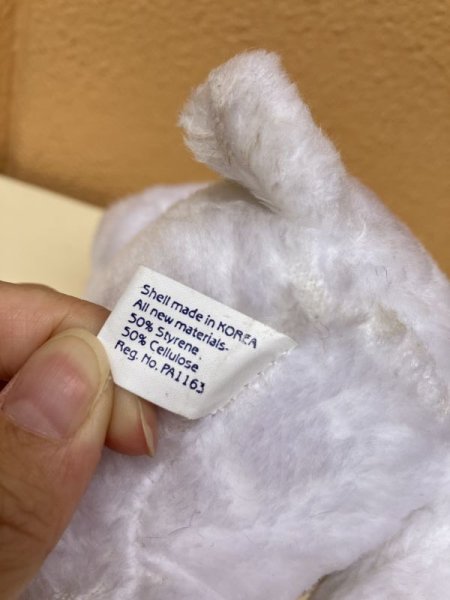 Shell made in KOREA
All new materials-
50% Styrene
50% Cellulose
Reg. No. PA1163